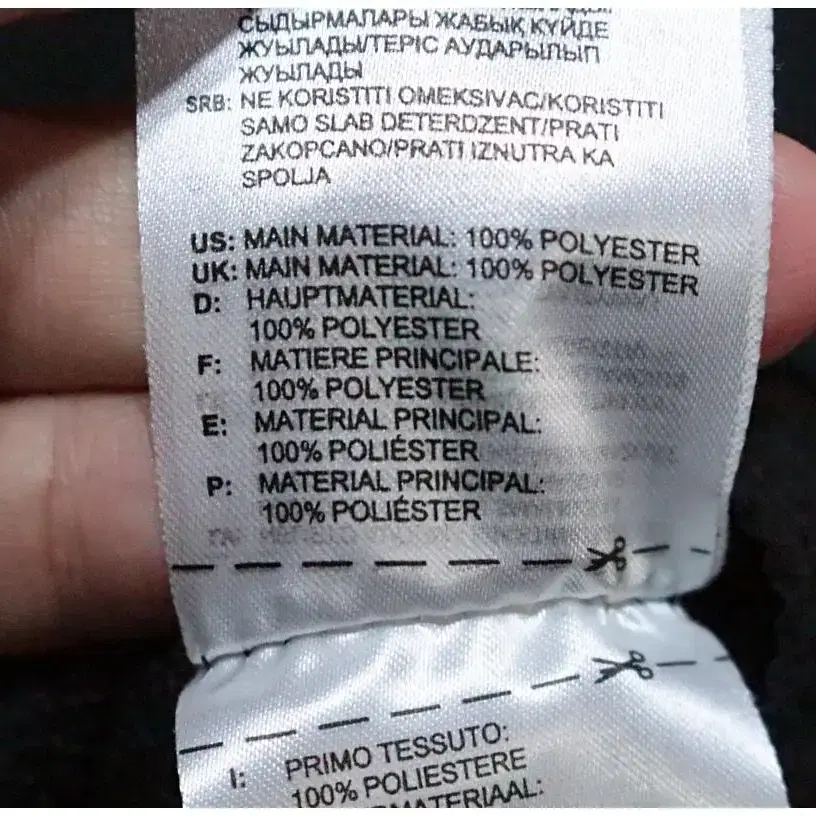 СЫДЫРМАЛАРЫ ЖАБЫҚ КҮЙДЕ
ЖУЫЛАДЫ/ТЕРІС АУДАРЫЛЫП
ЖУЫЛАДЫ
SRB: NE KORISTITI OMEKSIVAC/KORISTITI
SAMO SLAB DETERDZENT/PRATI
ZAKOPCANO/PRATI IZNUTRA KA
SPOLJA
US: MAIN MATERIAL: 100% POLYESTER
UK: MAIN MATERIAL: 100% POLYESTER
D: HAUPTMATERIAL:
100% POLYESTER
F: MATIERE PRINCIPALE:
100% POLYESTER
E: MATERIAL PRINCIPAL:
100% POLIÉSTER
P: MATERIAL PRINCIPAL:
100% POLIÉSTER
I: PRIMO TESSUTO:
100% POLIESTERE